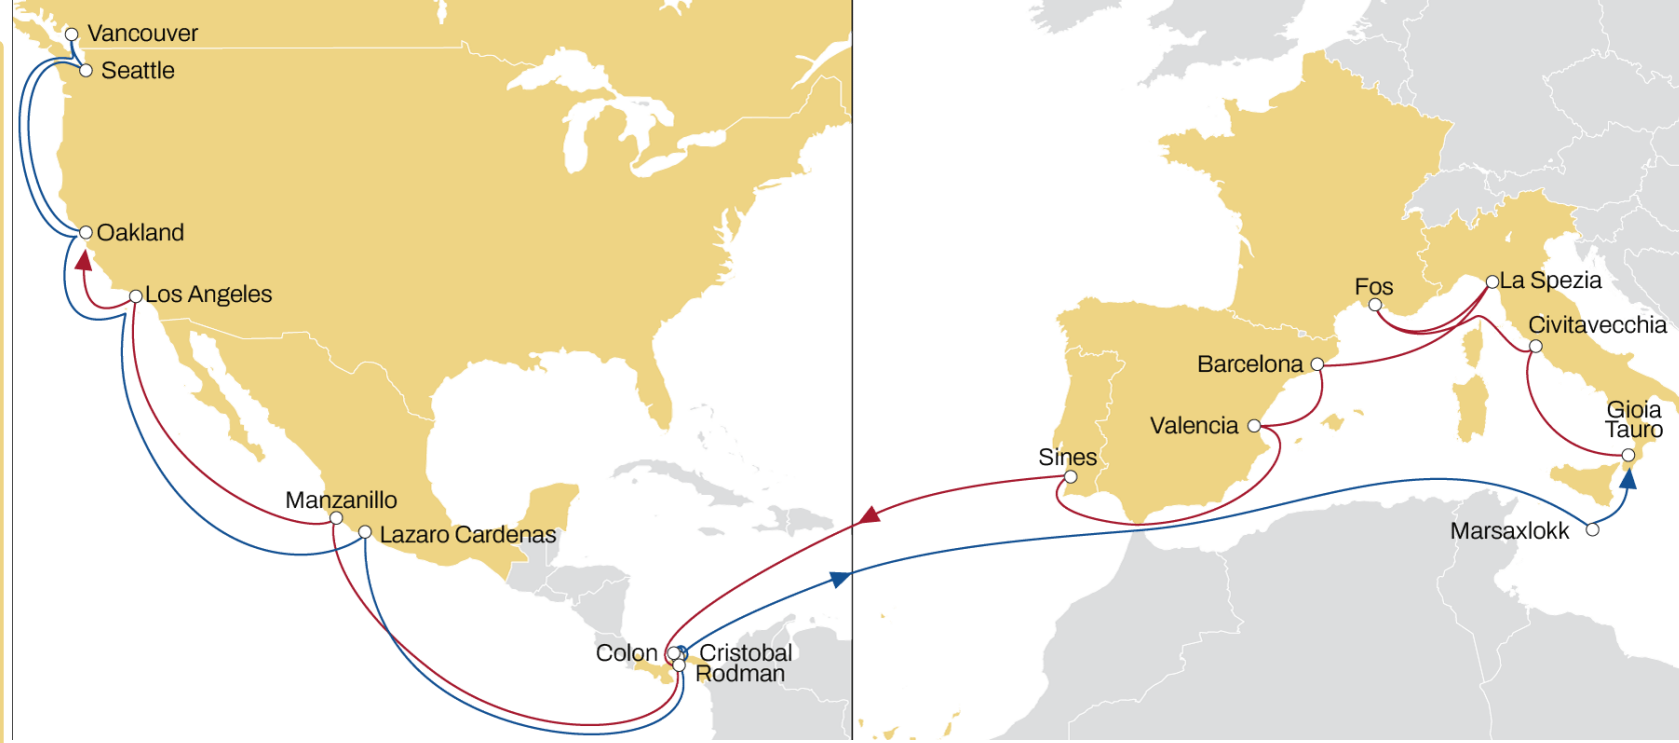 Vancouver
Seattle
Oakland
Los Angeles
Manzanillo
Lazaro Cardenas
Colon
Cristobal
Rodman
Sines
Valencia
Barcelona
Fos
La Spezia
Civitavecchia
Gioia
Tauro
Marsaxlokk